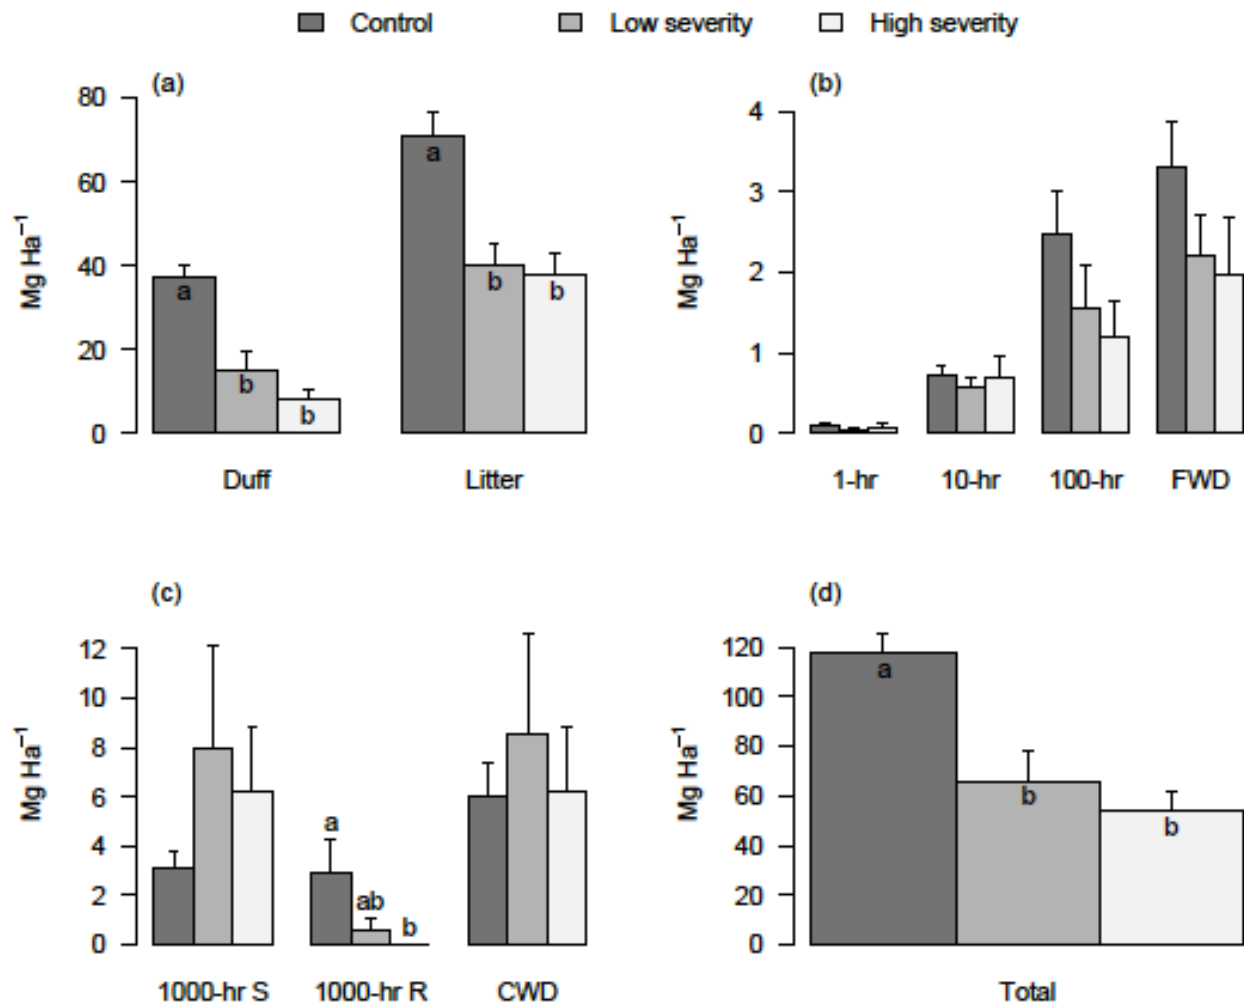 Control Low severity High severity
(a)
80
60
40
20
0
Mg Ha⁻¹
a
b
b
a
b
b
Duff Litter
(b)
4
3
2
1
0
Mg Ha⁻¹
1-hr 10-hr 100-hr FWD
(c)
12
10
8
6
4
2
0
Mg Ha⁻¹
a
ab
b
1000-hr S 1000-hr R CWD
(d)
120
100
80
60
40
20
0
Mg Ha⁻¹
a
b
b
Total